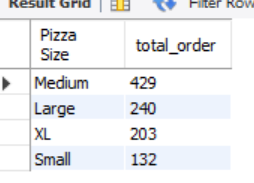 Result Grid
Filter Row
Pizza Size total_order
Medium 429
Large 240
XL 203
Small 132